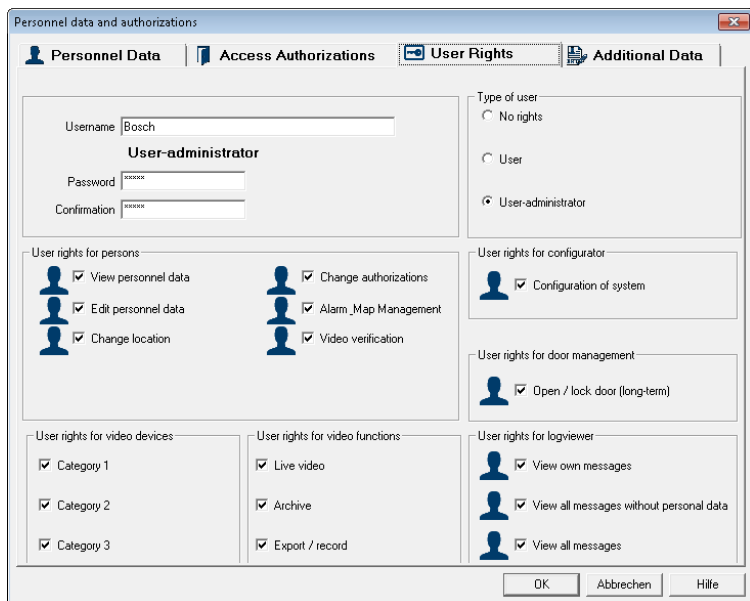 Personnel data and authorizations
Personnel Data
Access Authorizations
User Rights
Additional Data
Username
Bosch
User-administrator
Password
*****
Confirmation
*****
Type of user
No rights
User
User-administrator
User rights for persons
View personnel data
Change authorizations
Edit personnel data
Alarm_Map Management
Change location
Video verification
User rights for configurator
Configuration of system
User rights for door management
Open / lock door (long-term)
User rights for video devices
Category 1
Category 2
Category 3
User rights for video functions
Live video
Archive
Export / record
User rights for logviewer
View own messages
View all messages without personal data
View all messages
OK
Abbrechen
Hilfe